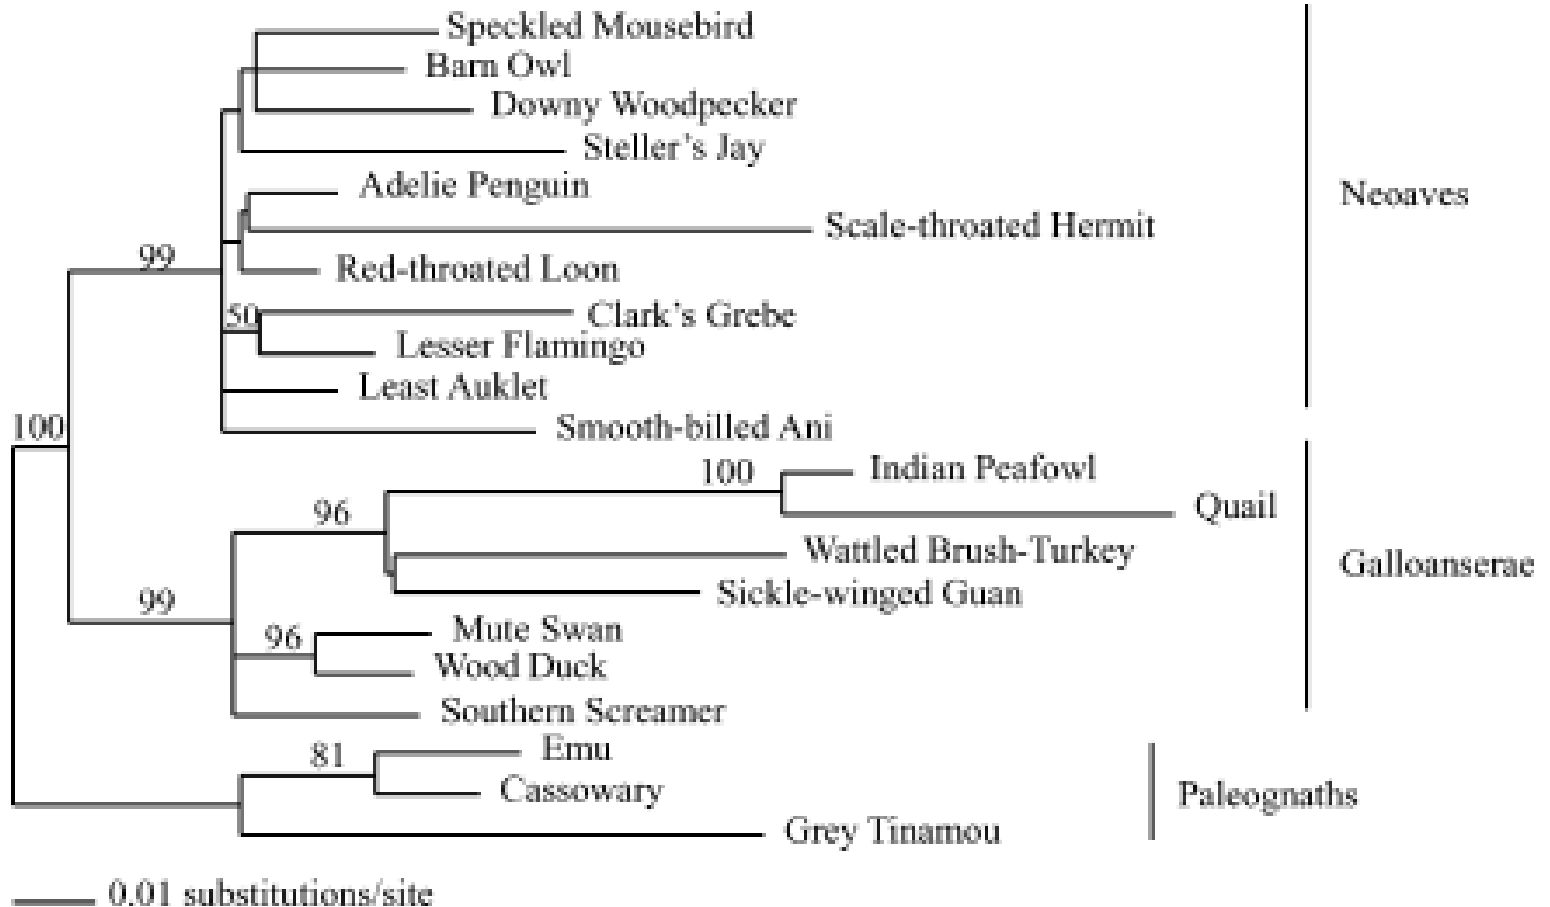 Speckled Mousebird
Barn Owl
Downy Woodpecker
Steller's Jay
Adelie Penguin
Neoaves
Scale-throated Hermit
99
Red-throated Loon
50
Clark's Grebe
Lesser Flamingo
Least Auklet
100
Smooth-billed Ani
100
Indian Peafowl
96
Quail
Wattled Brush-Turkey
Galloanserae
99
Sickle-winged Guan
96
Mute Swan
Wood Duck
Southern Screamer
81
Emu
Cassowary
Paleognaths
Grey Tinamou
0.01 substitutions/site